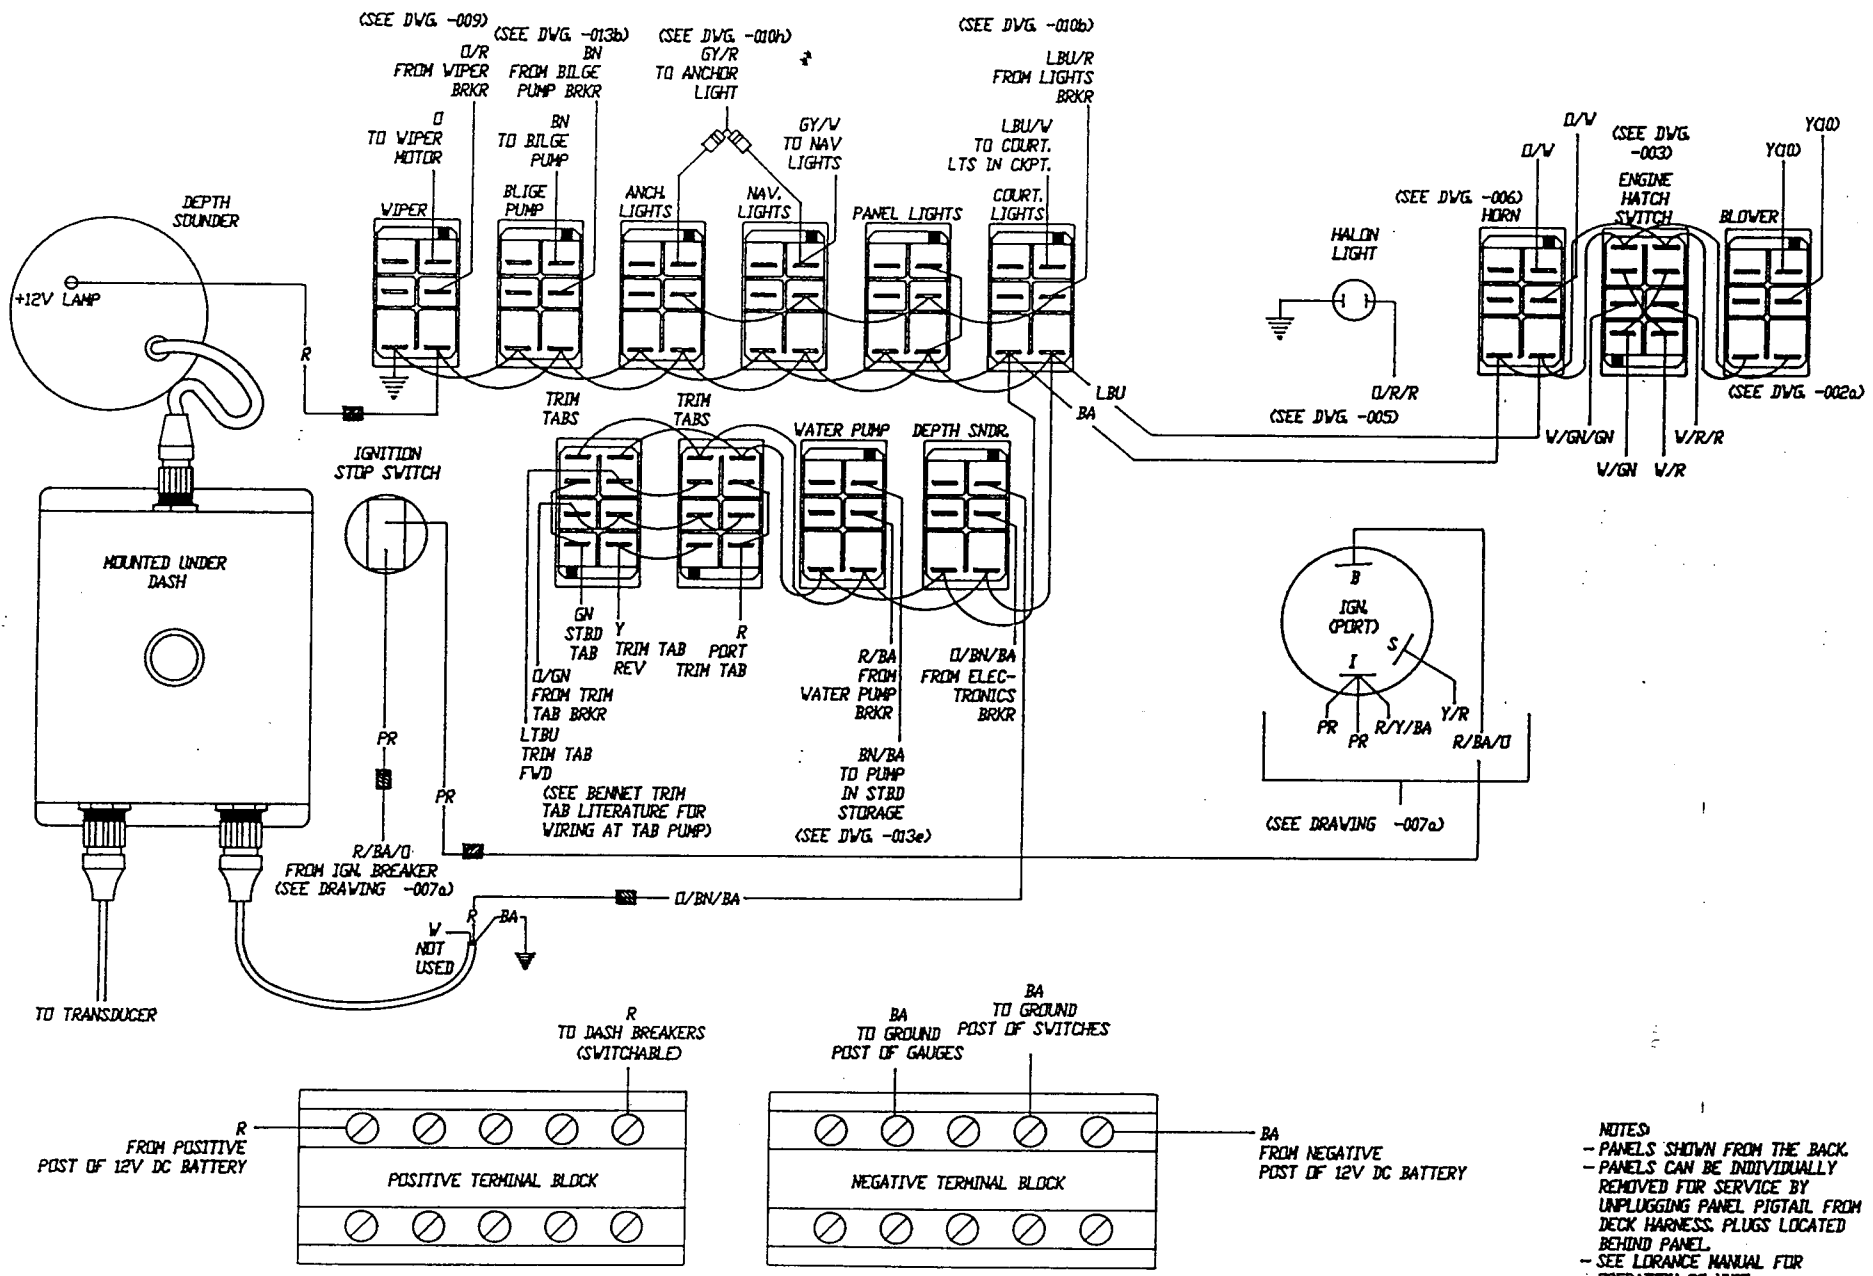 (SEE DWG. -009)
O/R
FROM WIPER
BRKR
(SEE DWG. -013b)
BN
FROM BILGE
PUMP BRKR
(SEE DWG. -010h)
GY/R
TO ANCHOR
LIGHT
(SEE DWG. -010b)
LBU/R
FROM LIGHTS
BRKR
O
TO WIPER
MOTOR
BN
TO BILGE
PUMP
GY/W
TO NAV
LIGHTS
LBU/W
TO COURT.
LTS IN CKPT.
O/W
O/W
(SEE DWG.
-003)
ENGINE
HATCH
SWITCH
Y(10)
Y(10)
DEPTH
SOUNDER
WIPER
BLIGE
PUMP
ANCH.
LIGHTS
NAV.
LIGHTS
PANEL LIGHTS
COURT.
LIGHTS
(SEE DWG. -006)
HORN
BLOWER
HALON
LIGHT
+12V LAMP
R
O/R/R
(SEE DWG. -005)
(SEE DWG. -002a)
LBU
BA
W/GN/GN
W/R/R
W/GN
W/R
TRIM
TABS
TRIM
TABS
WATER PUMP
DEPTH SNDR.
IGNITION
STOP SWITCH
MOUNTED UNDER
DASH
B
IGN.
(PORT)
S
I
PR
PR
R/Y/BA
Y/R
R/BA/O
(SEE DRAWING -007a)
GN
STBD
TAB
Y
TRIM TAB
REV
R
PORT
TRIM TAB
O/GN
FROM TRIM
TAB BRKR
LTBU
TRIM TAB
FWD
(SEE BENNET TRIM
TAB LITERATURE FOR
WIRING AT TAB PUMP)
R/BA
FROM
WATER PUMP
BRKR
O/BN/BA
FROM ELEC-
TRONICS
BRKR
BN/BA
TO PUMP
IN STBD
STORAGE
(SEE DWG. -013e)
PR
PR
R/BA/O
FROM IGN. BREAKER
(SEE DRAWING -007a)
O/BN/BA
R
BA
W
NOT
USED
TO TRANSDUCER
R
TO DASH BREAKERS
(SWITCHABLE)
BA
TO GROUND
POST OF GAUGES
BA
TO GROUND
POST OF SWITCHES
R
FROM POSITIVE
POST OF 12V DC BATTERY
POSITIVE TERMINAL BLOCK
NEGATIVE TERMINAL BLOCK
BA
FROM NEGATIVE
POST OF 12V DC BATTERY
NOTES:
- PANELS SHOWN FROM THE BACK.
- PANELS CAN BE INDIVIDUALLY
REMOVED FOR SERVICE BY
UNPLUGGING PANEL PIGTAIL FROM
DECK HARNESS. PLUGS LOCATED
BEHIND PANEL.
- SEE LORANCE MANUAL FOR